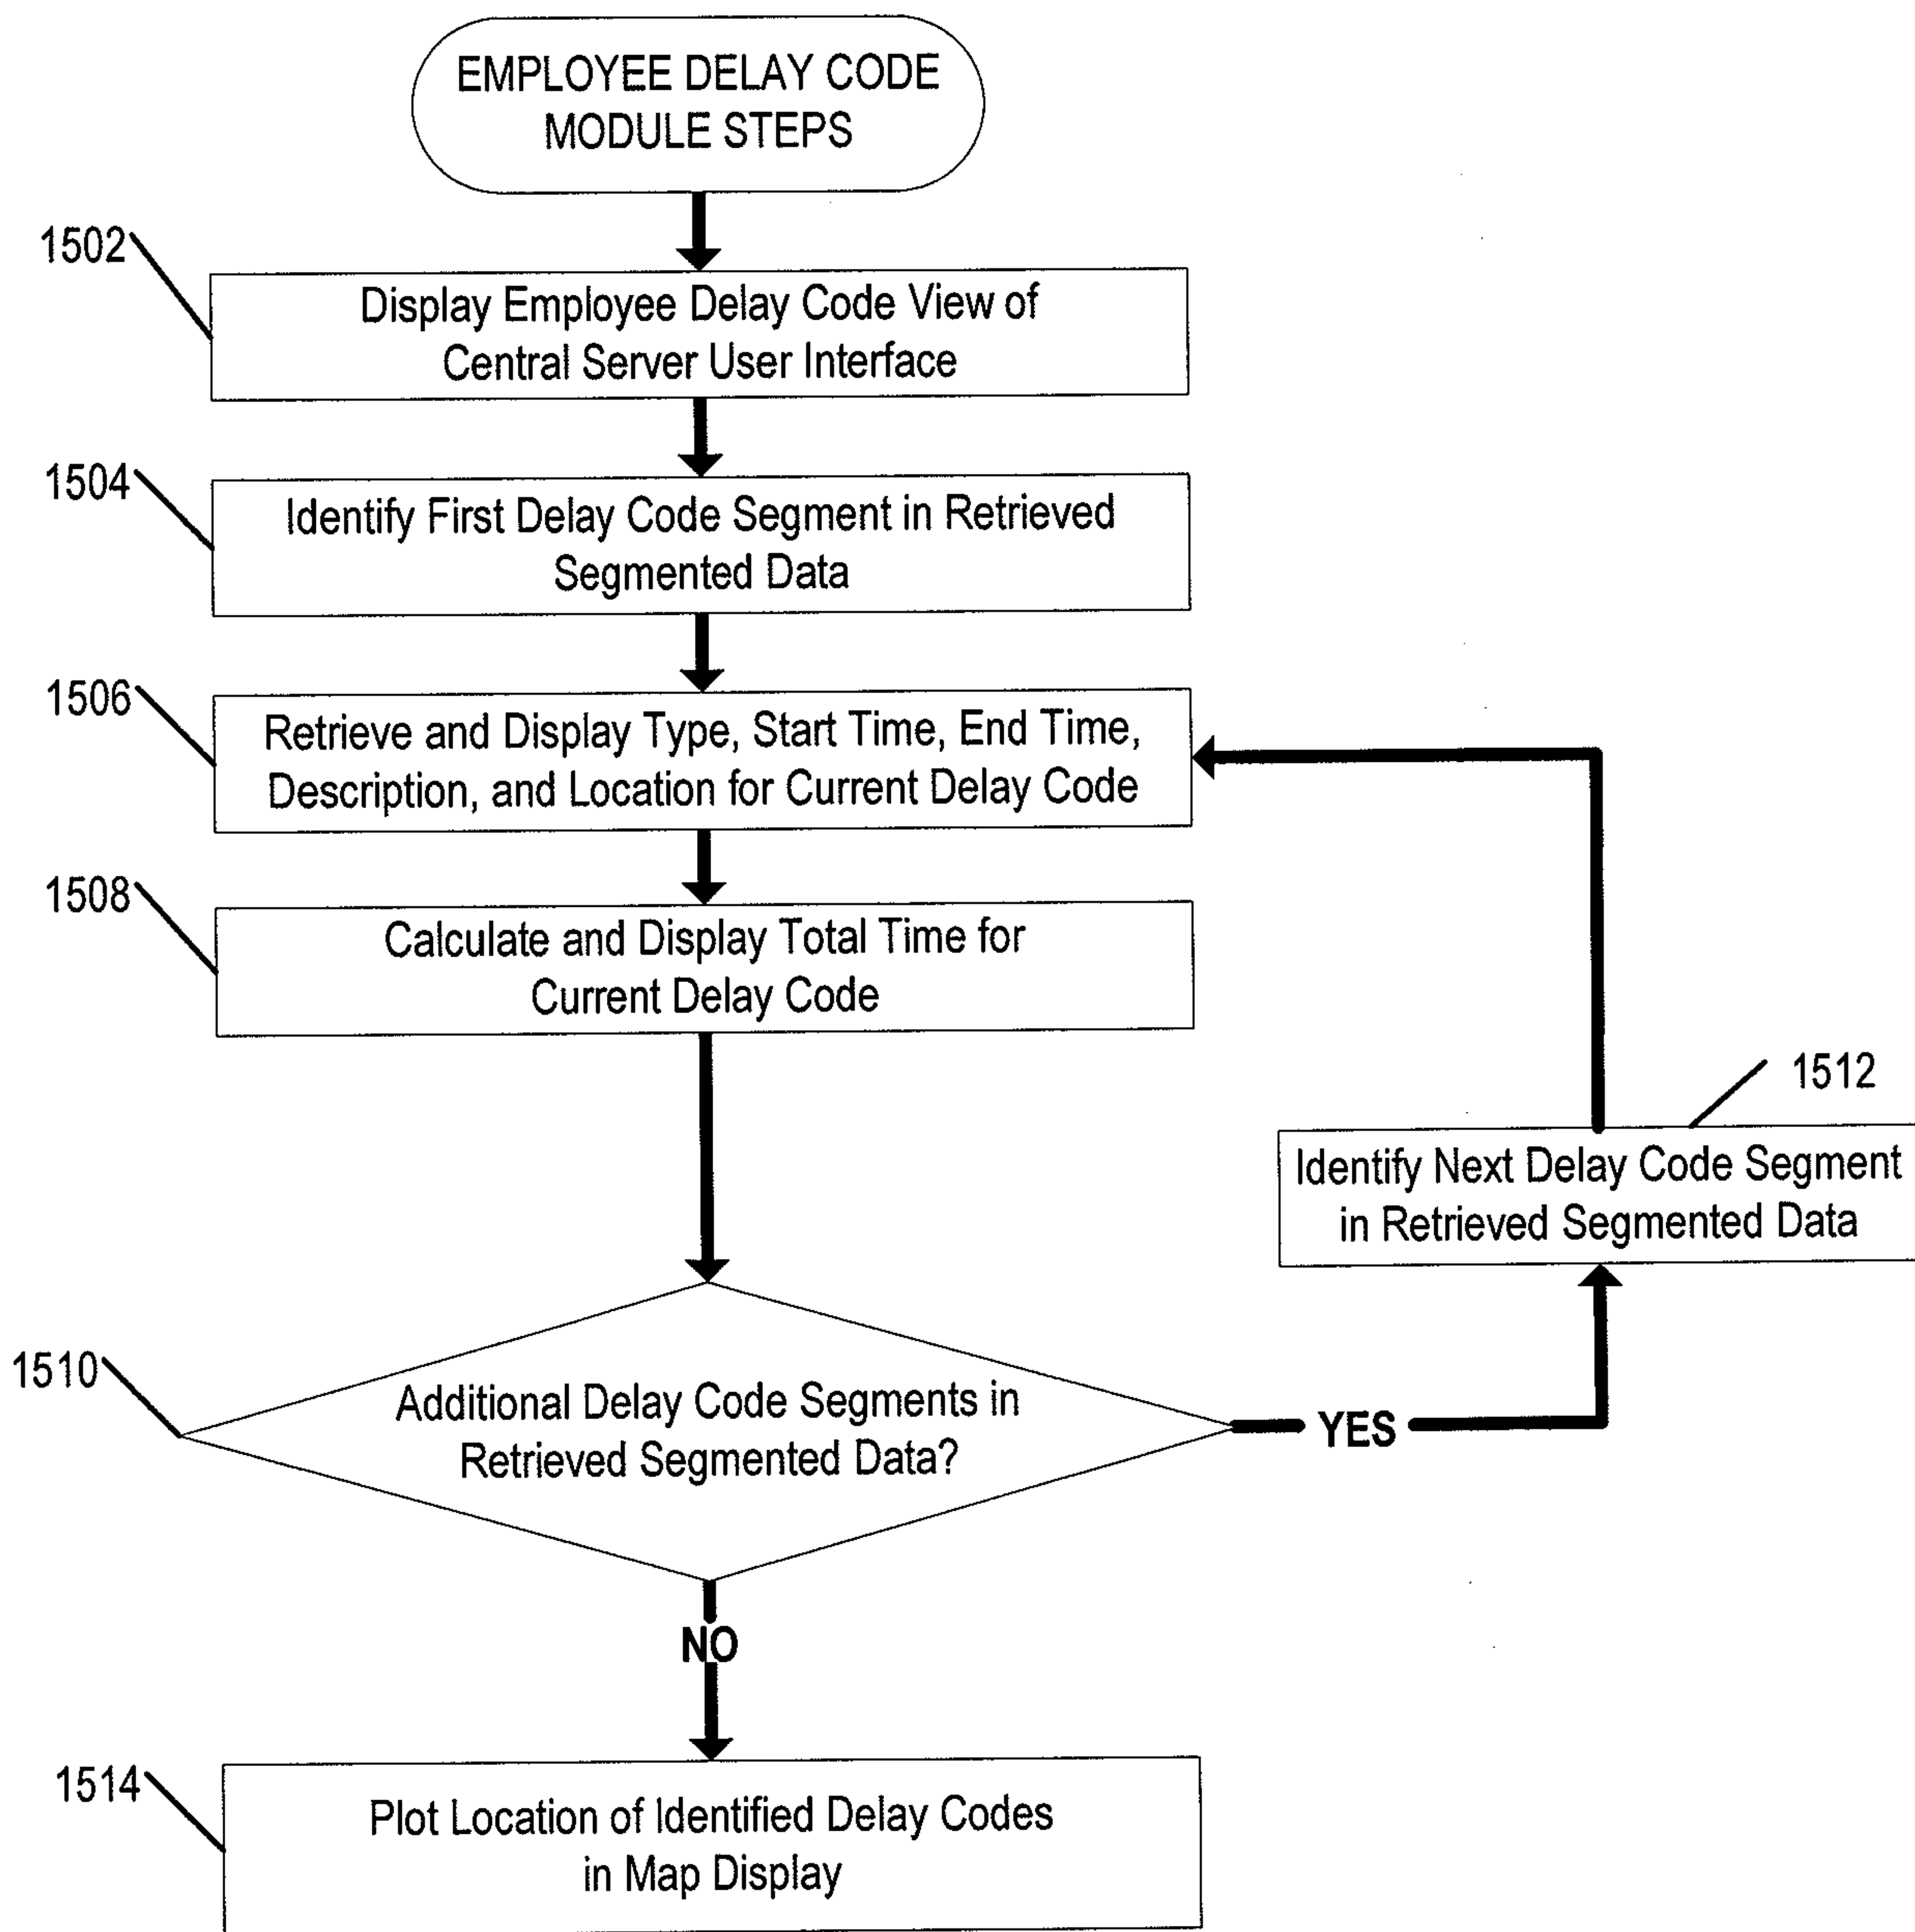 EMPLOYEE DELAY CODE
MODULE STEPS
1502
Display Employee Delay Code View of
Central Server User Interface
1504
Identify First Delay Code Segment in Retrieved
Segmented Data
1506
Retrieve and Display Type, Start Time, End Time,
Description, and Location for Current Delay Code
1508
Calculate and Display Total Time for
Current Delay Code
1512
Identify Next Delay Code Segment
in Retrieved Segmented Data
1510
Additional Delay Code Segments in
Retrieved Segmented Data?
YES
NO
1514
Plot Location of Identified Delay Codes
in Map Display